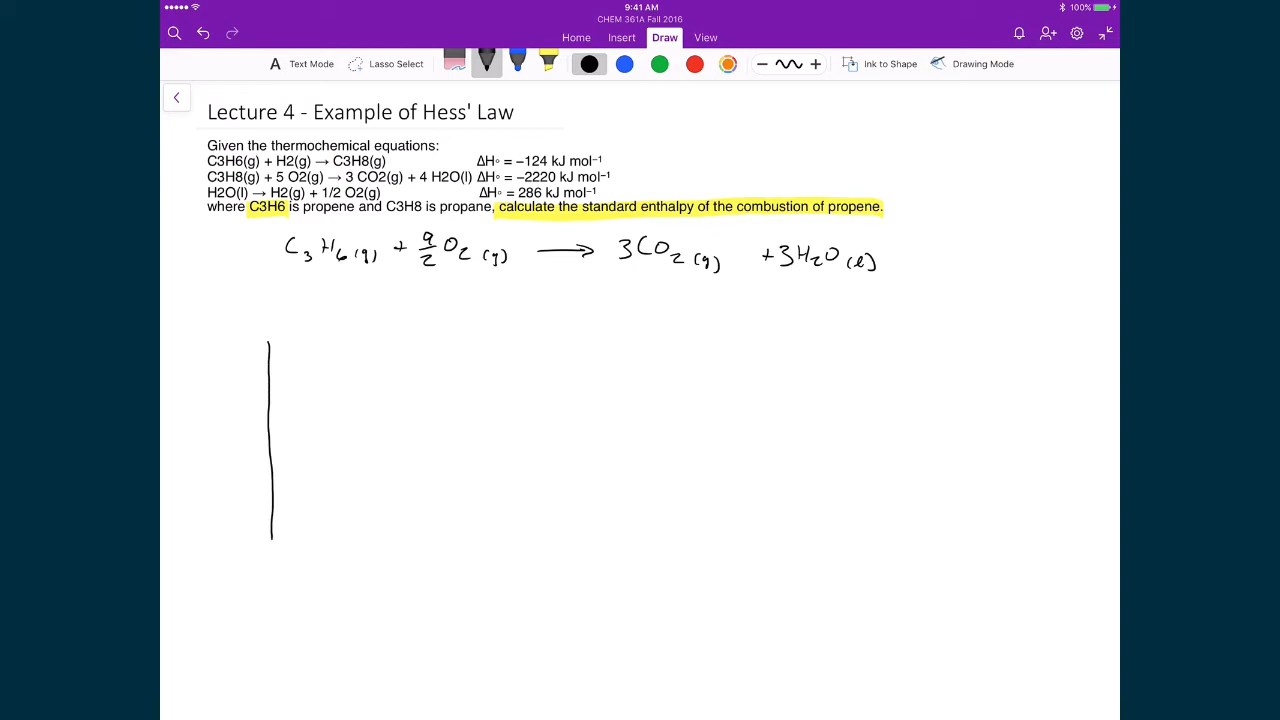 9:41 AM
100%
CHEM 361A Fall 2016
Home Insert Draw View
A Text Mode Lasso Select Ink to Shape Drawing Mode
Lecture 4 - Example of Hess' Law
Given the thermochemical equations:
C3H6(g) + H2(g) → C3H8(g) ΔH◦ = −124 kJ mol⁻¹
C3H8(g) + 5 O2(g) → 3 CO2(g) + 4 H2O(l) ΔH◦ = −2220 kJ mol⁻¹
H2O(l) → H2(g) + 1/2 O2(g) ΔH◦ = 286 kJ mol⁻¹
where C3H6 is propene and C3H8 is propane, calculate the standard enthalpy of the combustion of propene.
C₃H₆(g) + 9/2 O₂(g) → 3CO₂(g) + 3H₂O(l)